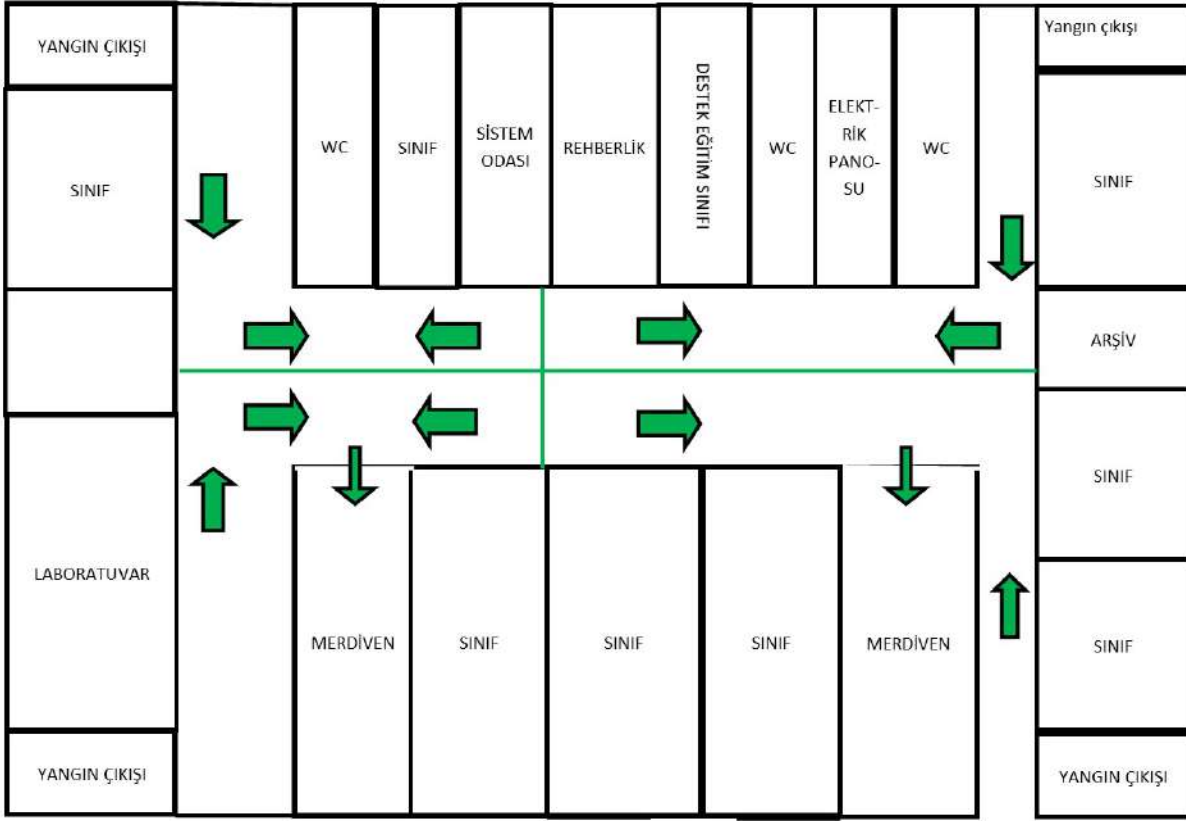 YANGIN ÇIKIŞI
SINIF
LABORATUVAR
YANGIN ÇIKIŞI
WC
SINIF
SİSTEM
ODASI
REHBERLİK
DESTEK EĞİTİM SINIFI
WC
ELEKT-
RİK
PANO-
SU
WC
MERDİVEN
SINIF
SINIF
SINIF
MERDİVEN
Yangın çıkışı
SINIF
ARŞİV
SINIF
SINIF
YANGIN ÇIKIŞI